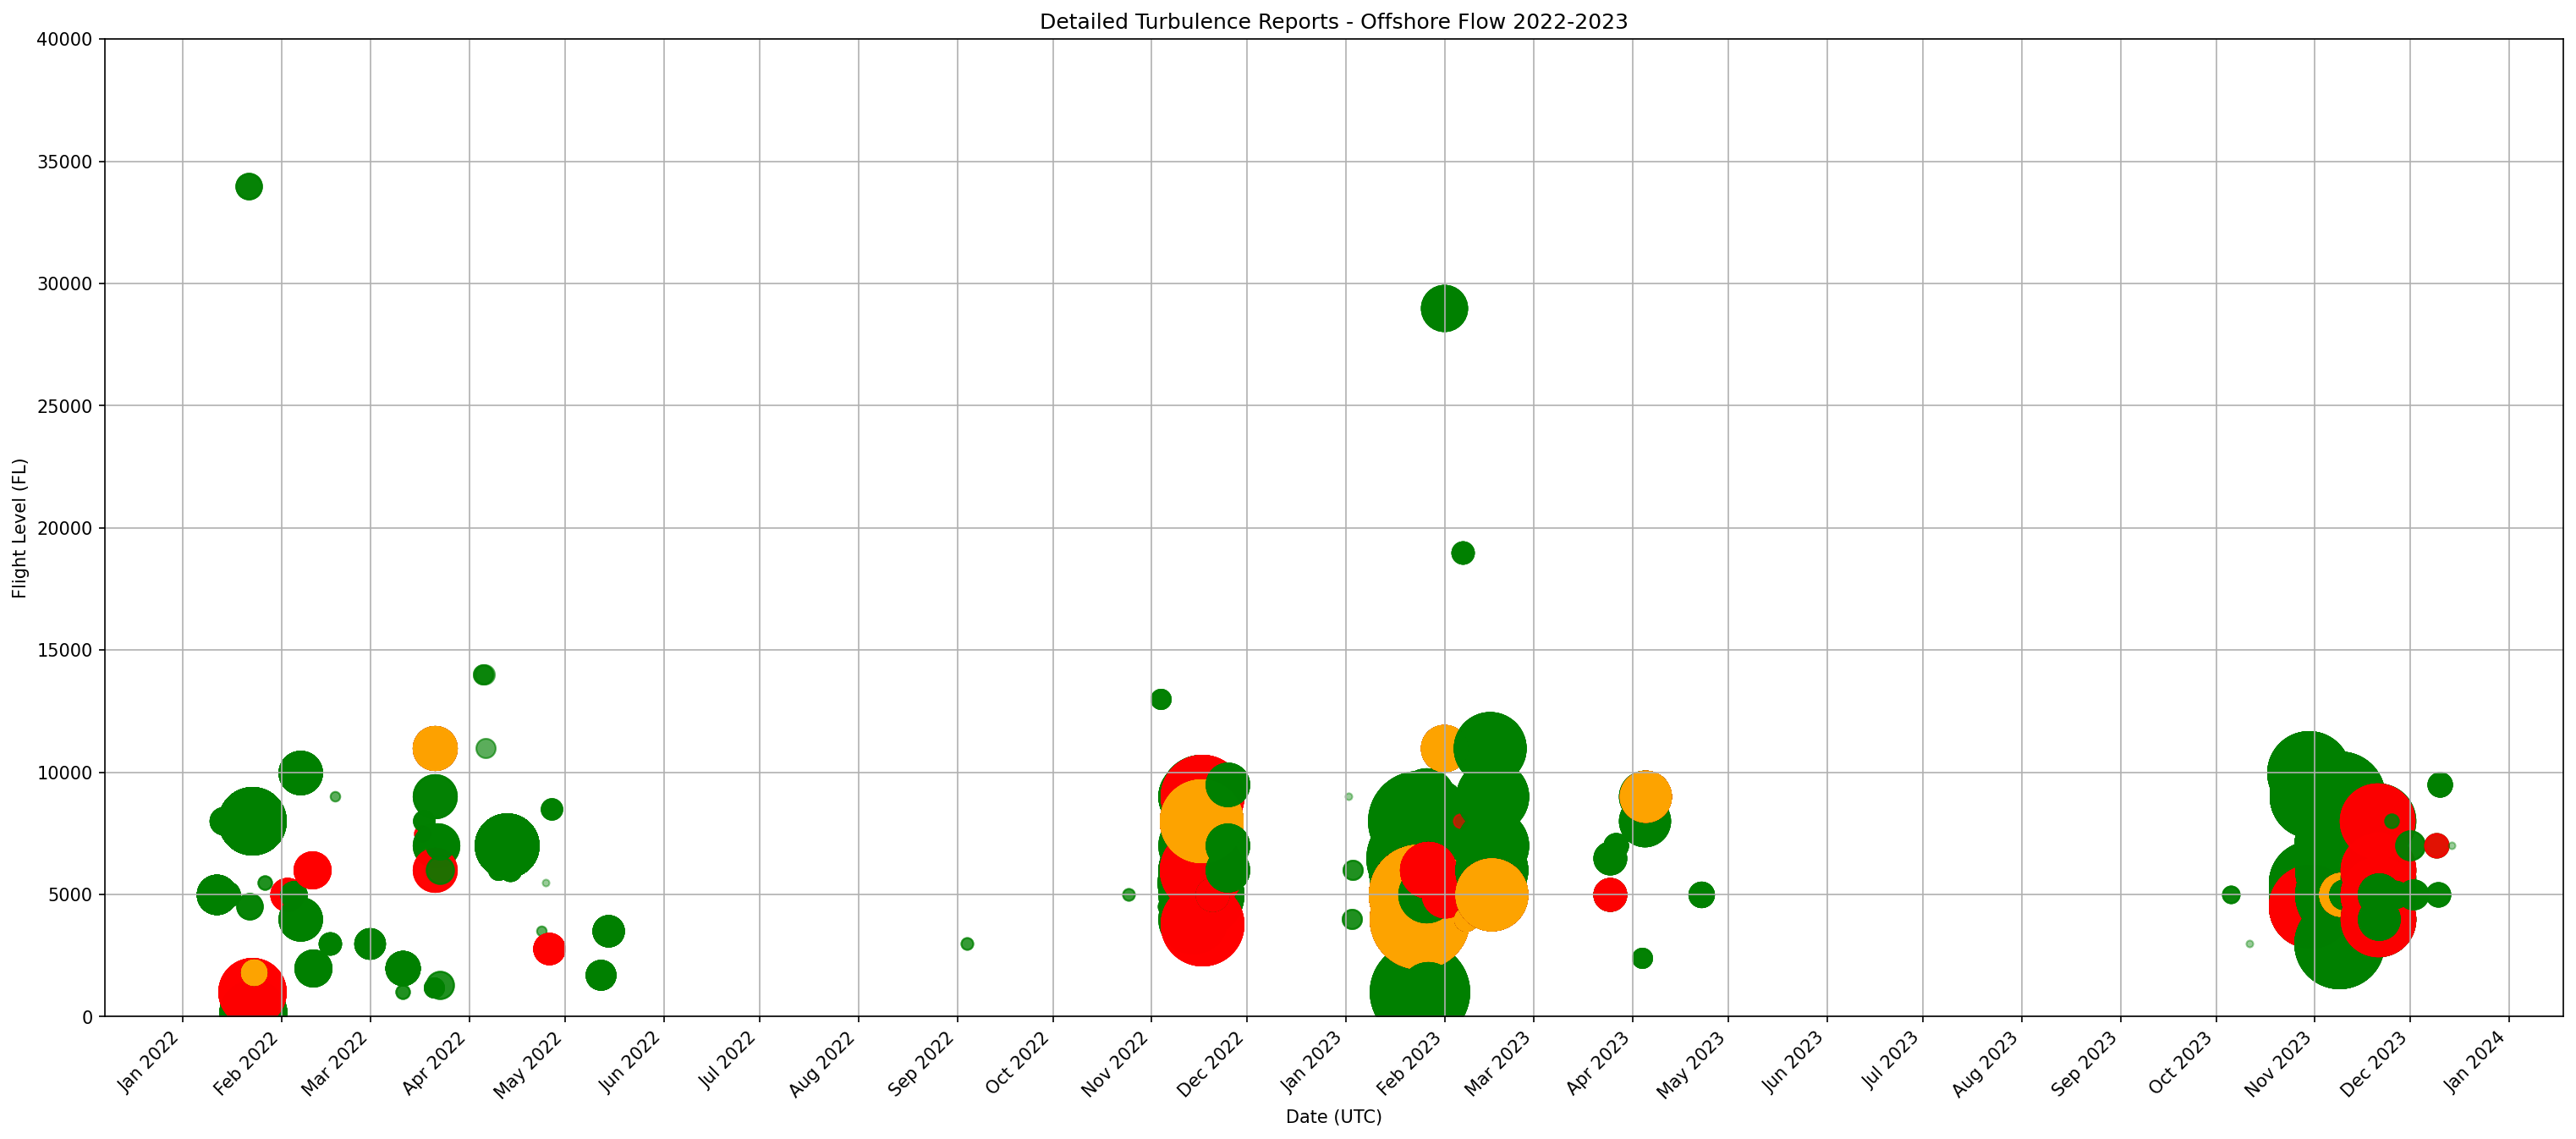 Detailed Turbulence Reports - Offshore Flow 2022-2023
40000
35000
30000
25000
20000
15000
10000
5000
0
Flight Level (FL)
Jan 2022
Feb 2022
Mar 2022
Apr 2022
May 2022
Jun 2022
Jul 2022
Aug 2022
Sep 2022
Oct 2022
Nov 2022
Dec 2022
Jan 2023
Feb 2023
Mar 2023
Apr 2023
May 2023
Jun 2023
Jul 2023
Aug 2023
Sep 2023
Oct 2023
Nov 2023
Dec 2023
Jan 2024
Date (UTC)